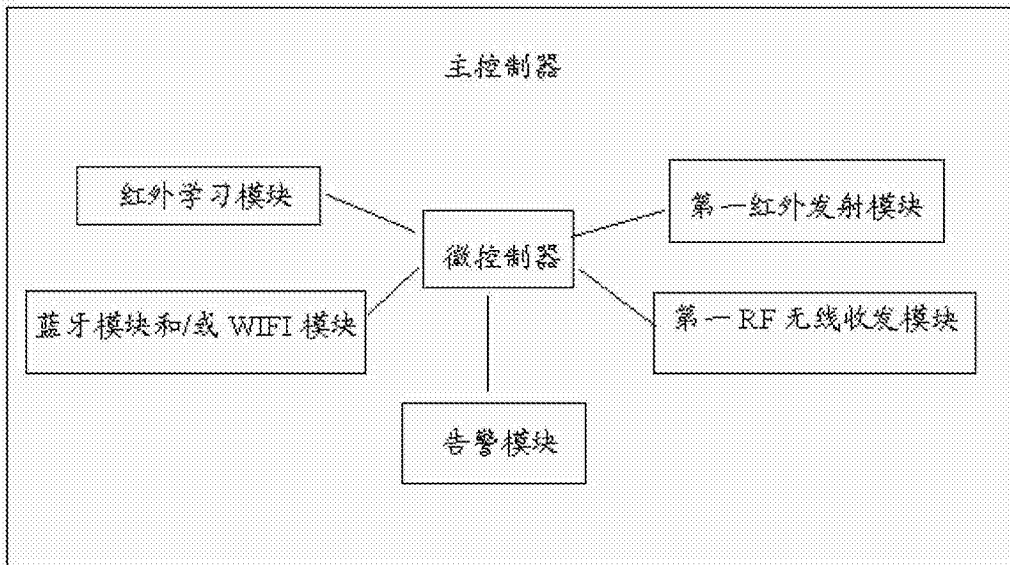 主控制器
红外学习模块
第一红外发射模块
微控制器
蓝牙模块和/或 WIFI 模块
第一 RF 无线收发模块
告警模块